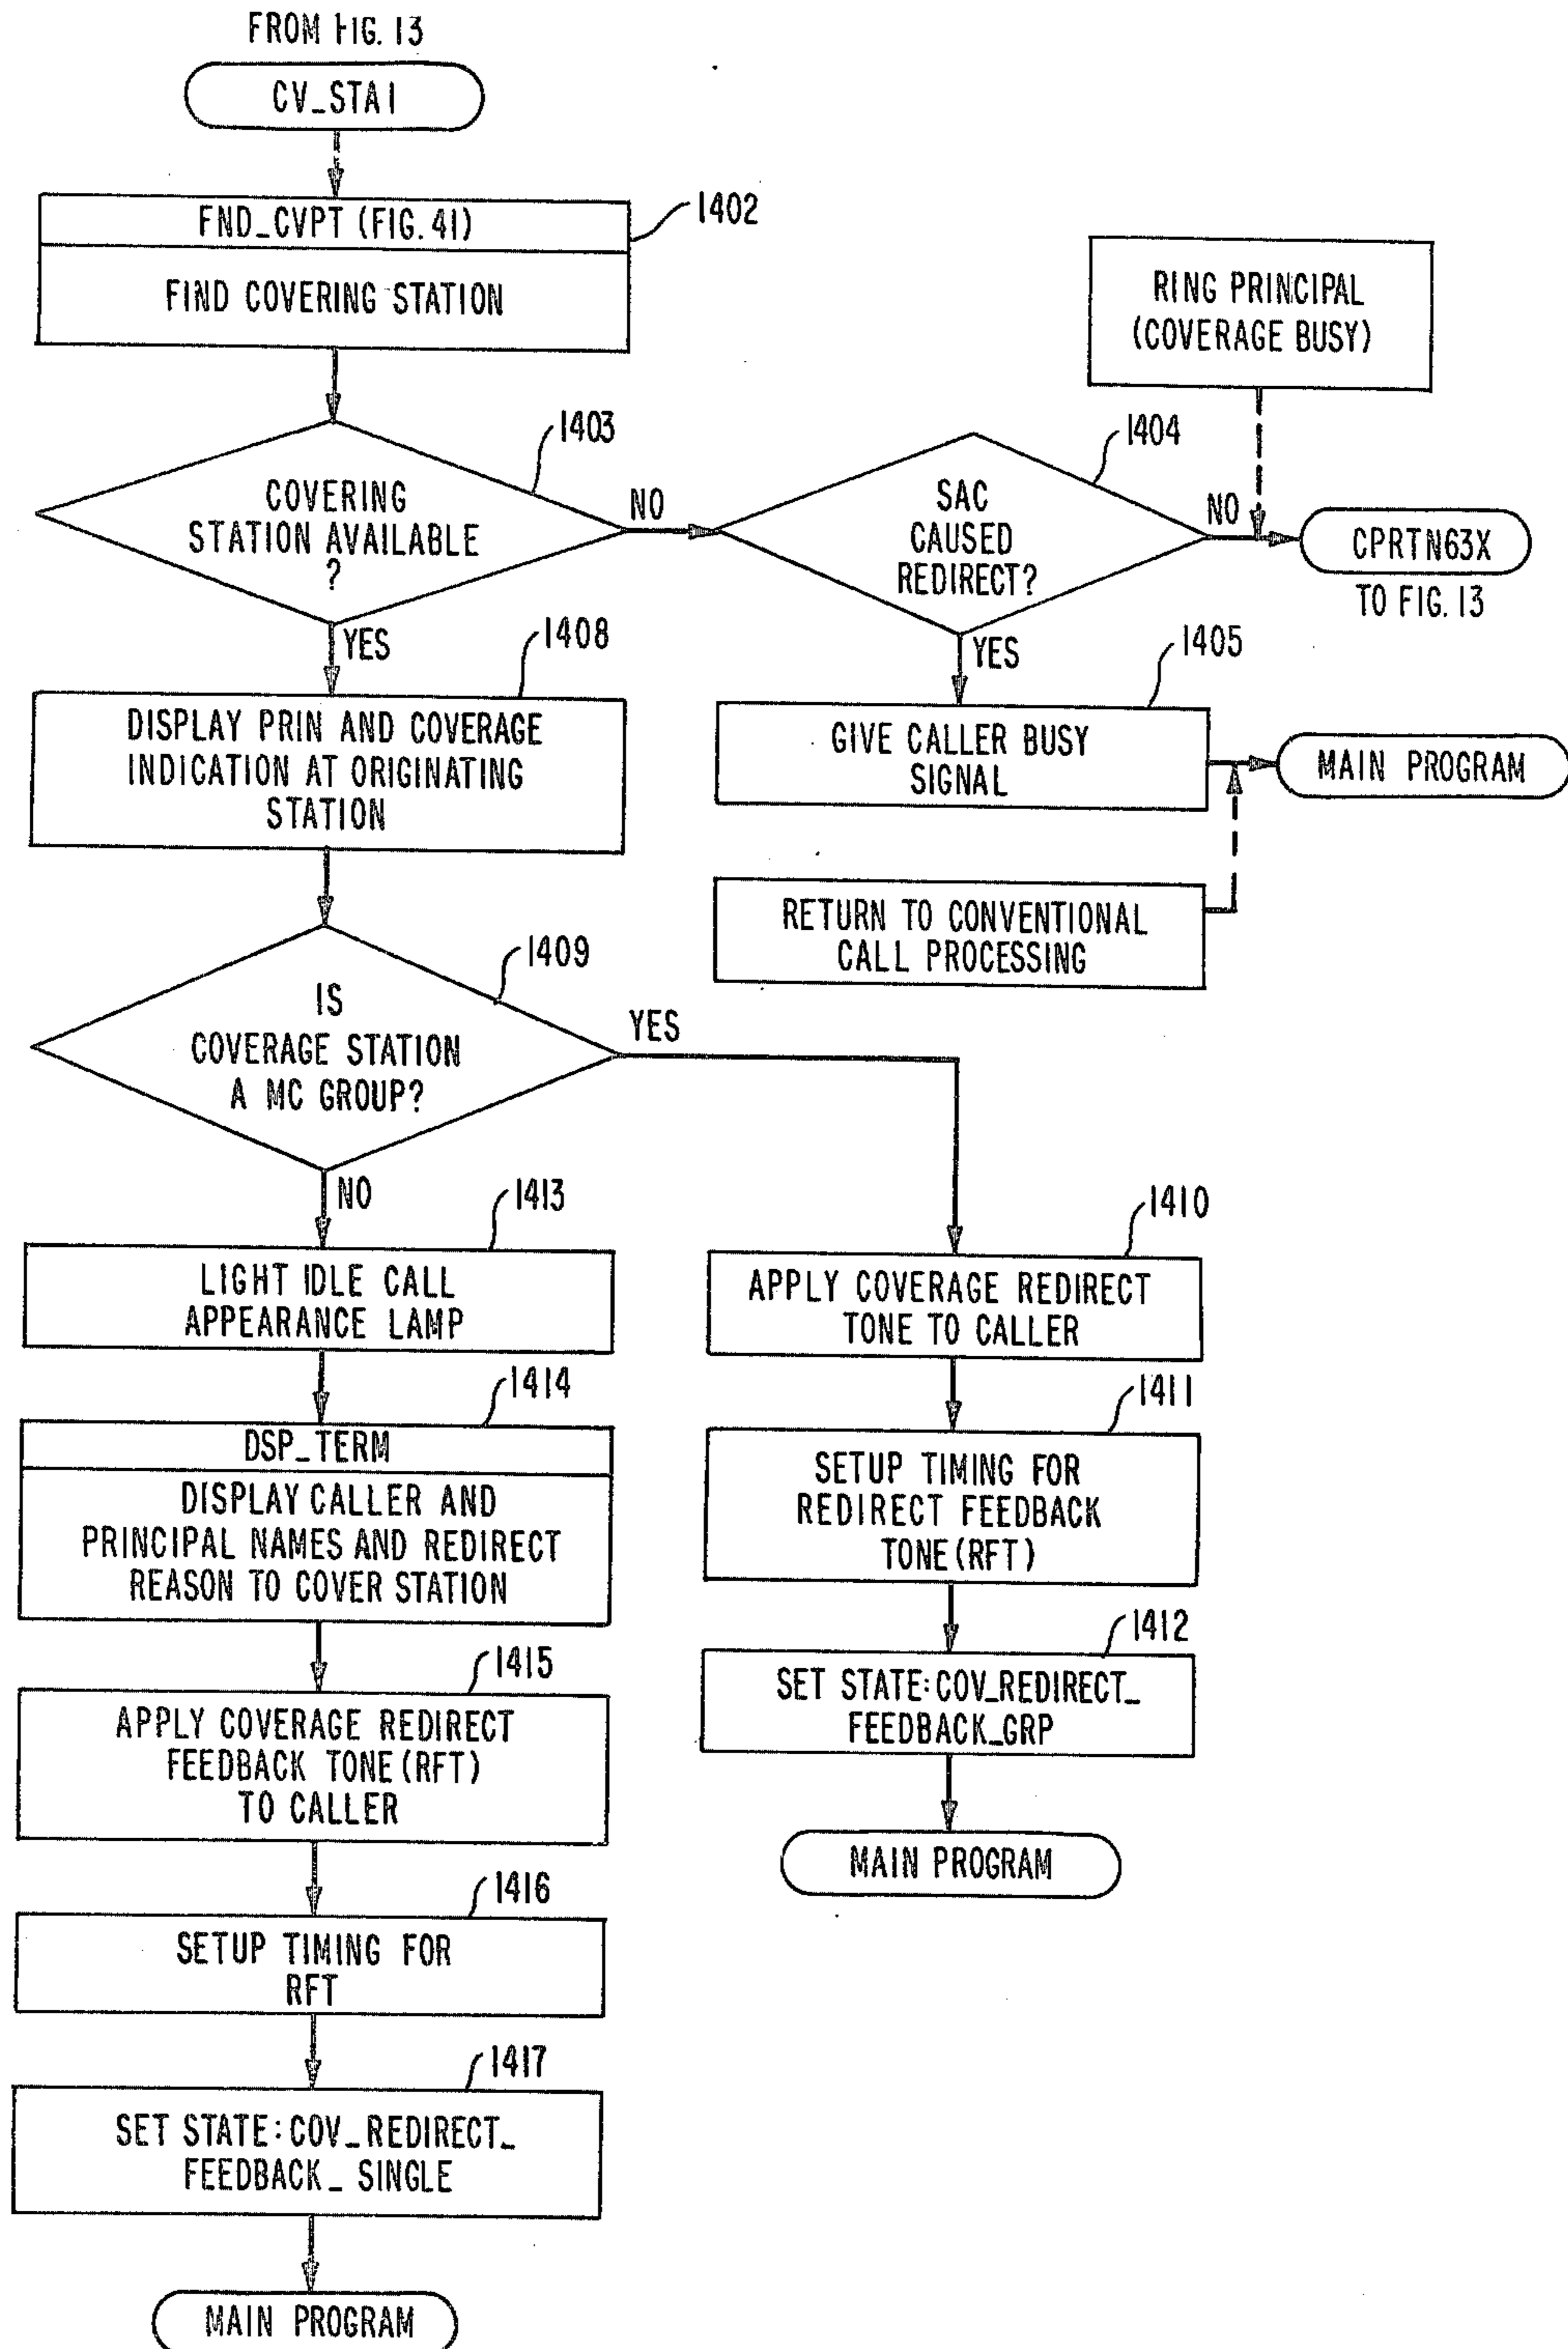 FROM FIG. 13
CV_STA1
1402
FND_CVPT (FIG. 41)
FIND COVERING STATION
RING PRINCIPAL
(COVERAGE BUSY)
1403
COVERING
STATION AVAILABLE
?
NO
1404
SAC
CAUSED
REDIRECT?
NO
CPRTN63X
TO FIG. 13
YES
1408
DISPLAY PRIN AND COVERAGE
INDICATION AT ORIGINATING
STATION
YES
1405
GIVE CALLER BUSY
SIGNAL
MAIN PROGRAM
RETURN TO CONVENTIONAL
CALL PROCESSING
1409
IS
COVERAGE STATION
A MC GROUP?
YES
NO
1413
LIGHT IDLE CALL
APPEARANCE LAMP
1414
DSP_TERM
DISPLAY CALLER AND
PRINCIPAL NAMES AND REDIRECT
REASON TO COVER STATION
1415
APPLY COVERAGE REDIRECT
FEEDBACK TONE (RFT)
TO CALLER
1416
SETUP TIMING FOR
RFT
1417
SET STATE: COV_REDIRECT_
FEEDBACK_ SINGLE
MAIN PROGRAM
1410
APPLY COVERAGE REDIRECT
TONE TO CALLER
1411
SETUP TIMING FOR
REDIRECT FEEDBACK
TONE (RFT)
1412
SET STATE: COV_REDIRECT_
FEEDBACK_GRP
MAIN PROGRAM